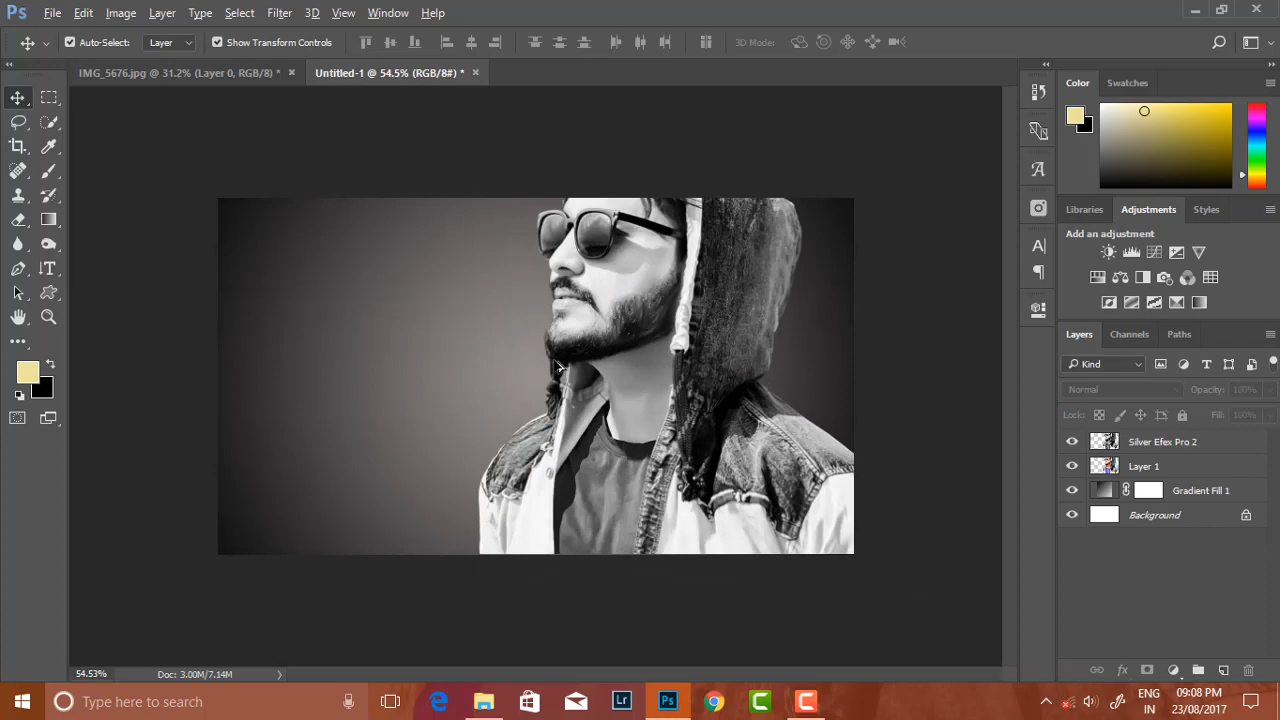 Ps File Edit Image Layer Type Select Filter 3D View Window Help
Auto-Select: Layer Show Transform Controls 3D Mode:
IMG_5676.jpg @ 31.2% (Layer 0, RGB/8) * × Untitled-1 @ 54.5% (RGB/8#) * ×
Color Swatches
Libraries Adjustments Styles
Add an adjustment
Layers Channels Paths
Kind
Normal Opacity: 100%
Lock: Fill: 100%
Silver Efex Pro 2
Layer 1
Gradient Fill 1
Background
54.53% Doc: 3.00M/7.14M
Type here to search
Lr Ps
ENG
IN
09:08 PM
23/08/2017